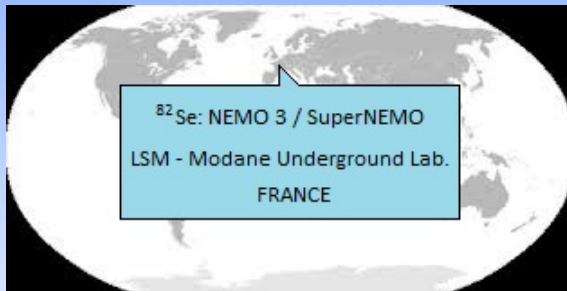 ⁸²Se: NEMO 3 / SuperNEMO
LSM - Modane Underground Lab.
FRANCE